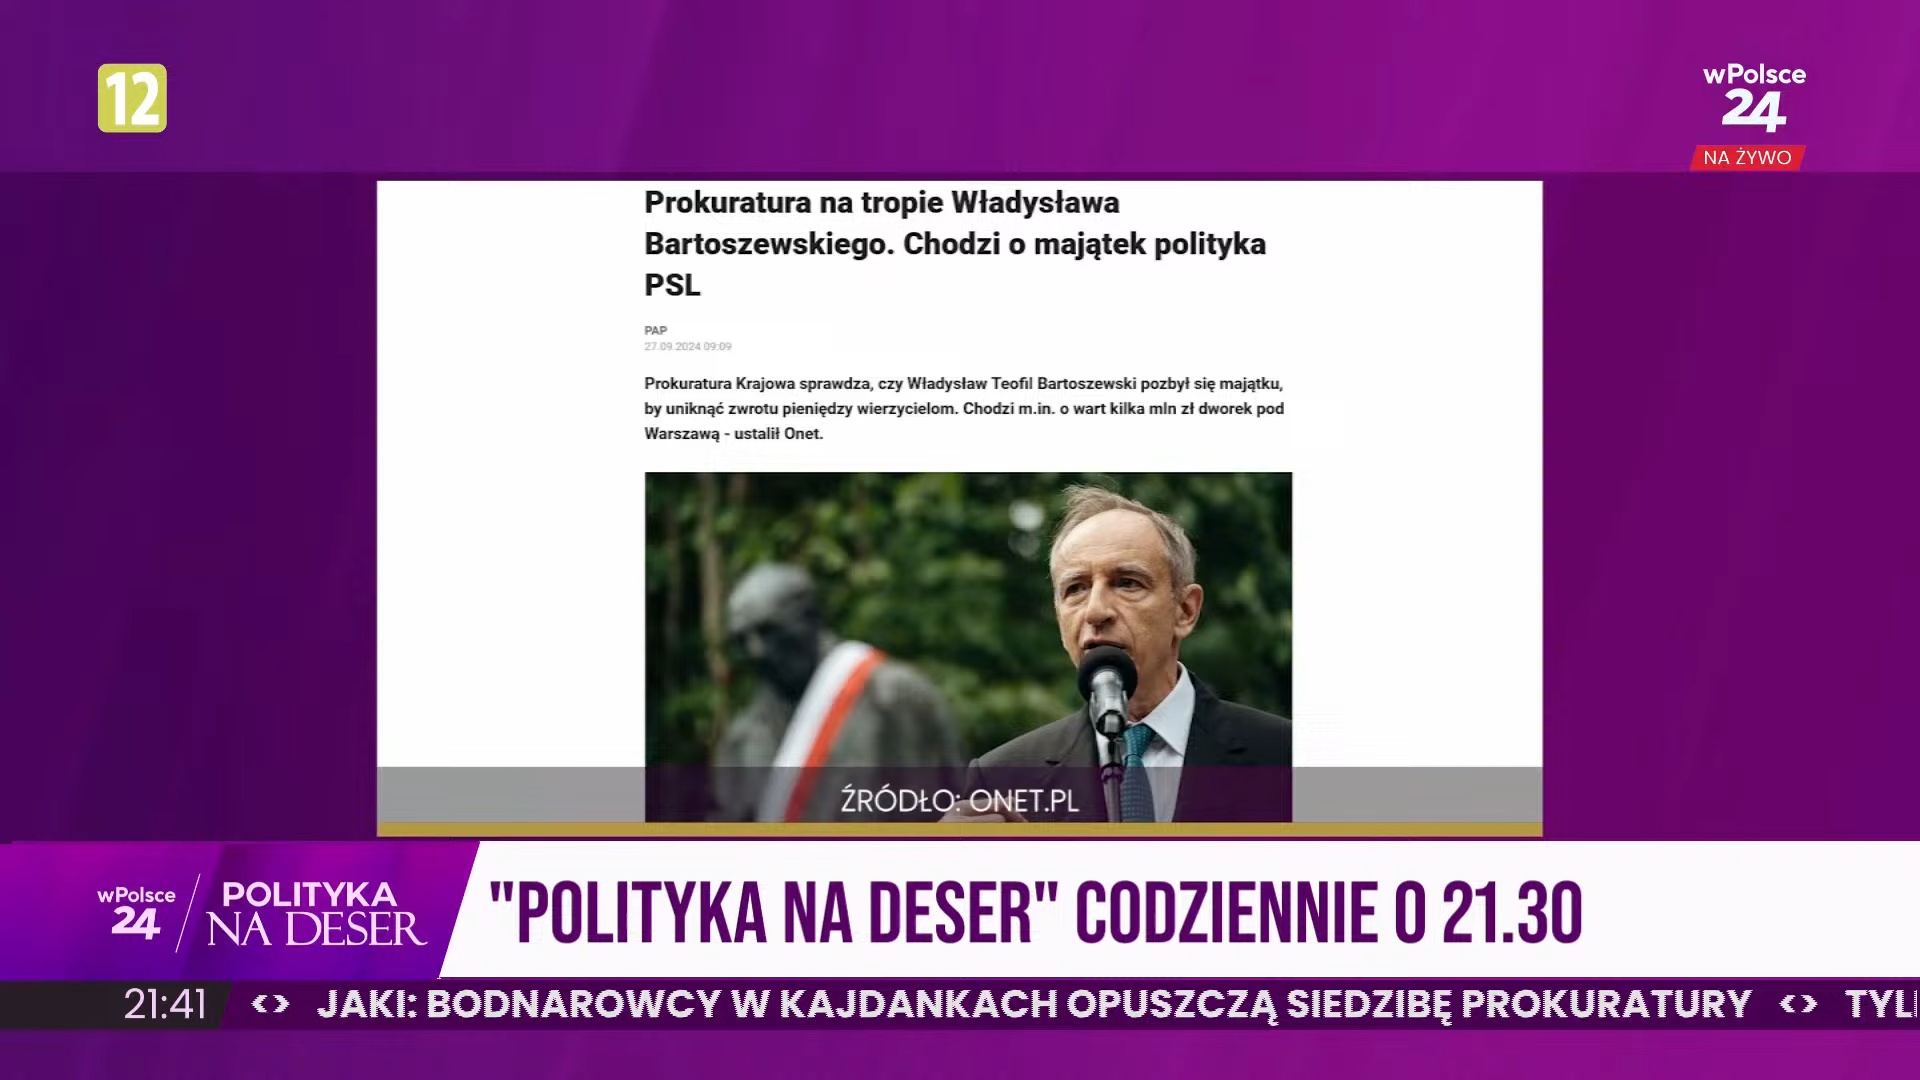 12
wPolsce
24
NA ŻYWO
Prokuratura na tropie Władysława
Bartoszewskiego. Chodzi o majątek polityka
PSL
PAP
27.09.2024 09:09
Prokuratura Krajowa sprawdza, czy Władysław Teofil Bartoszewski pozbył się majątku,
by uniknąć zwrotu pieniędzy wierzycielom. Chodzi m.in. o wart kilka mln zł dworek pod
Warszawą - ustalił Onet.
ŹRÓDŁO: ONET.PL
wPolsce
24
POLITYKA
NA DESER
"POLITYKA NA DESER" CODZIENNIE O 21.30
21:41 <> JAKI: BODNAROWCY W KAJDANKACH OPUSZCZĄ SIEDZIBĘ PROKURATURY <> TYL